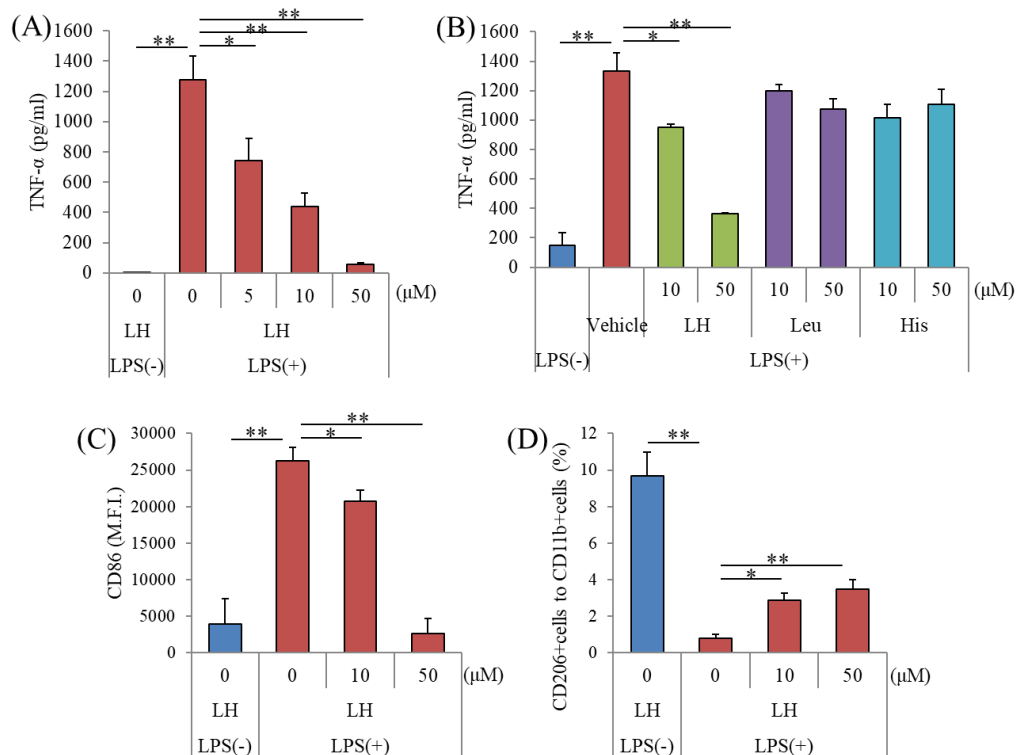 (A)
TNF-α (pg/ml)
1600
1400
1200
1000
800
600
400
200
0
**
**
**
*
0 0 5 10 50 (μM)
LH LH
LPS(-) LPS(+)
(B)
TNF-α (pg/ml)
1600
1400
1200
1000
800
600
400
200
0
**
**
*
10 50 10 50 10 50 (μM)
Vehicle LH Leu His
LPS(-) LPS(+)
(C)
CD86 (M.F.I.)
30000
25000
20000
15000
10000
5000
0
**
**
*
0 0 10 50 (μM)
LH LH
LPS(-) LPS(+)
(D)
CD206+cells to CD11b+cells (%)
12
10
8
6
4
2
0
**
**
*
0 0 10 50 (μM)
LH LH
LPS(-) LPS(+)